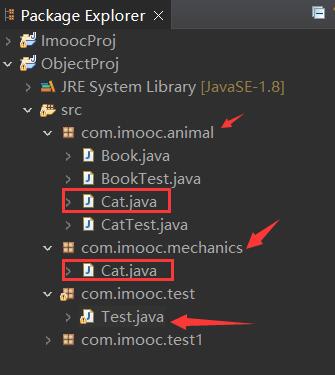 Package Explorer
ImoocProj
ObjectProj
JRE System Library [JavaSE-1.8]
src
com.imooc.animal
Book.java
BookTest.java
Cat.java
CatTest.java
com.imooc.mechanics
Cat.java
com.imooc.test
Test.java
com.imooc.test1